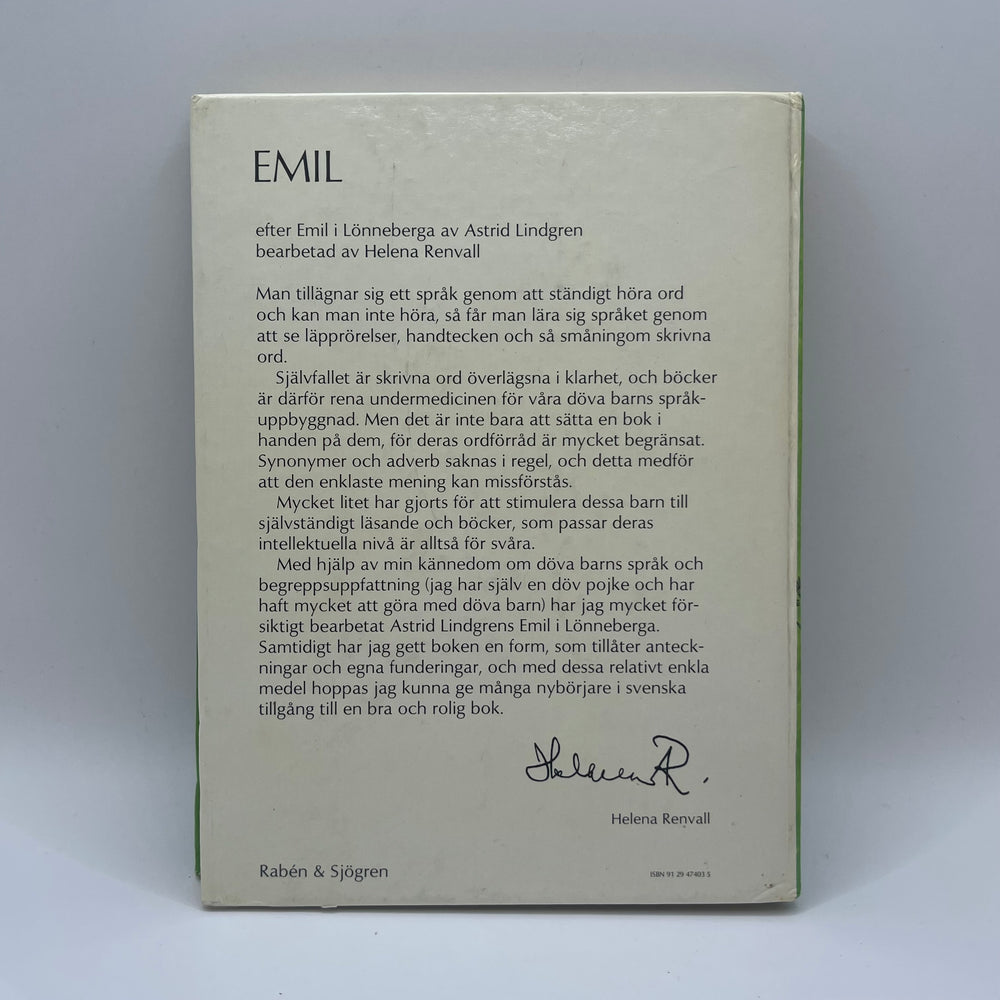 EMIL
efter Emil i Lönneberga av Astrid Lindgren
bearbetad av Helena Renvall
Man tillägnar sig ett språk genom att ständigt höra ord
och kan man inte höra, så får man lära sig språket genom
att se läpprörelser, handtecken och så småningom skrivna
ord.
Självfallet är skrivna ord överlägsna i klarhet, och böcker
är därför rena undermedicinen för våra döva barns språk-
uppbyggnad. Men det är inte bara att sätta en bok i
handen på dem, för deras ordförråd är mycket begränsat.
Synonymer och adverb saknas i regel, och detta medför
att den enklaste mening kan missförstås.
Mycket litet har gjorts för att stimulera dessa barn till
självständigt läsande och böcker, som passar deras
intellektuella nivå är alltså för svåra.
Med hjälp av min kännedom om döva barns språk och
begreppsuppfattning (jag har själv en döv pojke och har
haft mycket att göra med döva barn) har jag mycket för-
siktigt bearbetat Astrid Lindgrens Emil i Lönneberga.
Samtidigt har jag gett boken en form, som tillåter anteck-
ningar och egna funderingar, och med dessa relativt enkla
medel hoppas jag kunna ge många nybörjare i svenska
tillgång till en bra och rolig bok.
Helena R.
Helena Renvall
Rabén & Sjögren
ISBN 91 29 47403 5